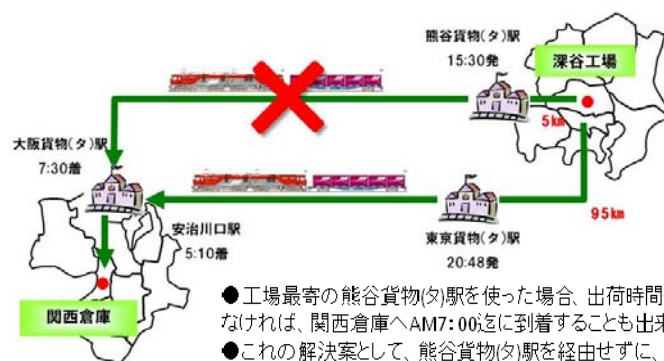 熊谷貨物(タ)駅
15:30発
深谷工場
5km
大阪貨物(タ)駅
7:30着
安治川口駅
5:10着
東京貨物(タ)駅
20:48発
95km
関西倉庫
●工場最寄の熊谷貨物(タ)駅を使った場合、出荷時間
なければ、関西倉庫へAM7:00迄に到着することも出来
●これの解決案として、熊谷貨物(タ)駅を経由せずに、